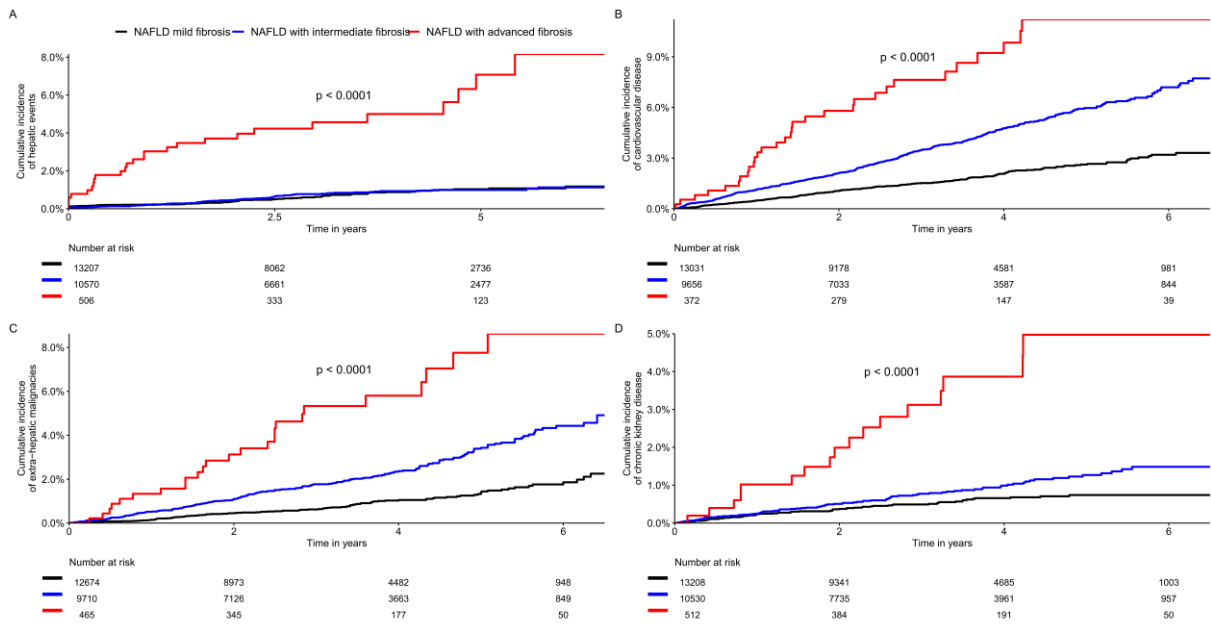 A
NAFLD mild fibrosis NAFLD with intermediate fibrosis NAFLD with advanced fibrosis
8.0%
6.0%
4.0%
2.0%
0.0%
Cumulative incidence
of hepatic events
p < 0.0001
0 2.5 5
Time in years
Number at risk
13207 8062 2736
10570 6661 2477
506 333 123
B
9.0%
6.0%
3.0%
0.0%
Cumulative incidence
of cardiovascular disease
p < 0.0001
0 2 4 6
Time in years
Number at risk
13031 9178 4581 981
9656 7033 3587 844
372 279 147 39
C
8.0%
6.0%
4.0%
2.0%
0.0%
Cumulative incidence
of extra-hepatic malignacies
p < 0.0001
0 2 4 6
Time in years
Number at risk
12674 8973 4482 948
9710 7126 3663 849
465 345 177 50
D
5.0%
4.0%
3.0%
2.0%
1.0%
0.0%
Cumulative incidence
of chronic kidney disease
p < 0.0001
0 2 4 6
Time in years
Number at risk
13208 9341 4685 1003
10530 7735 3961 957
512 384 191 50